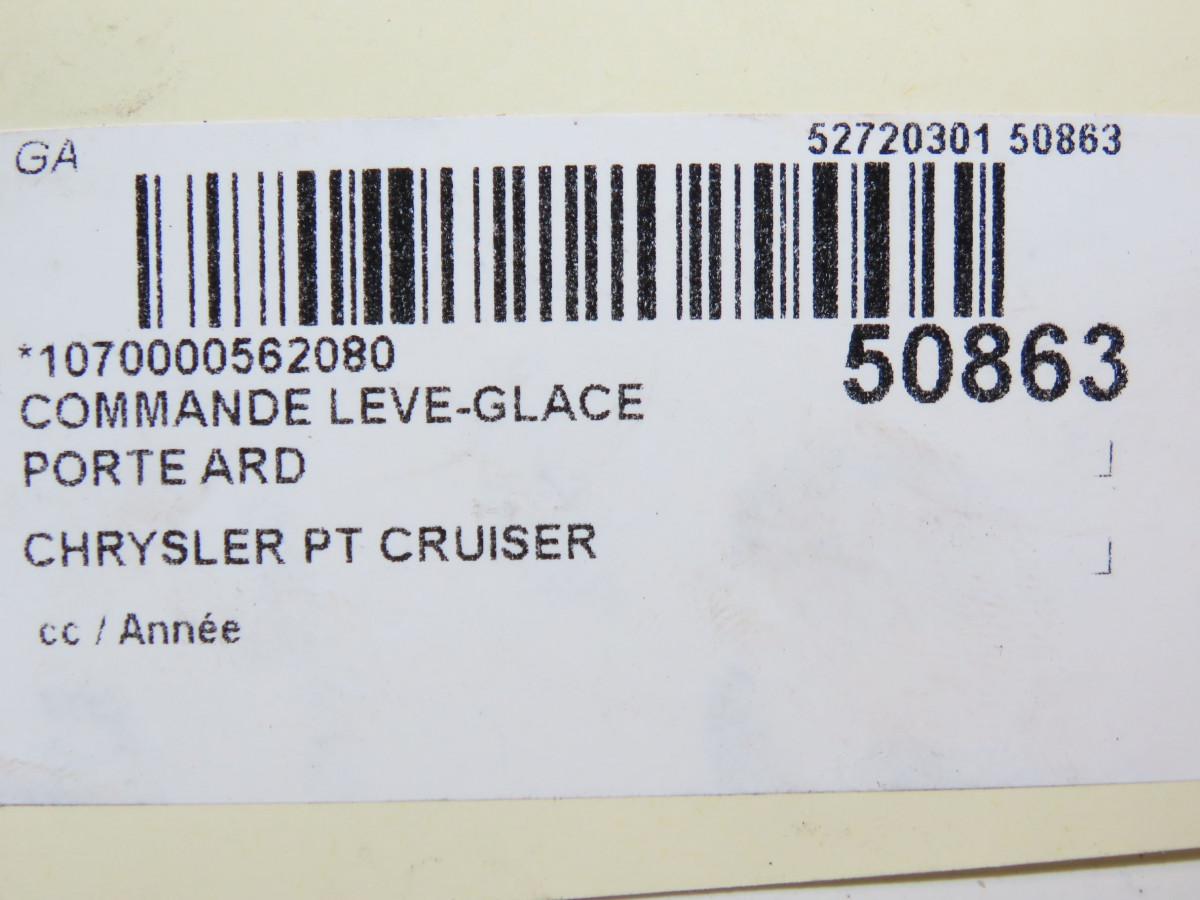 GA
52720301 50863
*1070000562080
50863
COMMANDE LEVE-GLACE
PORTE ARD
CHRYSLER PT CRUISER
cc / Année